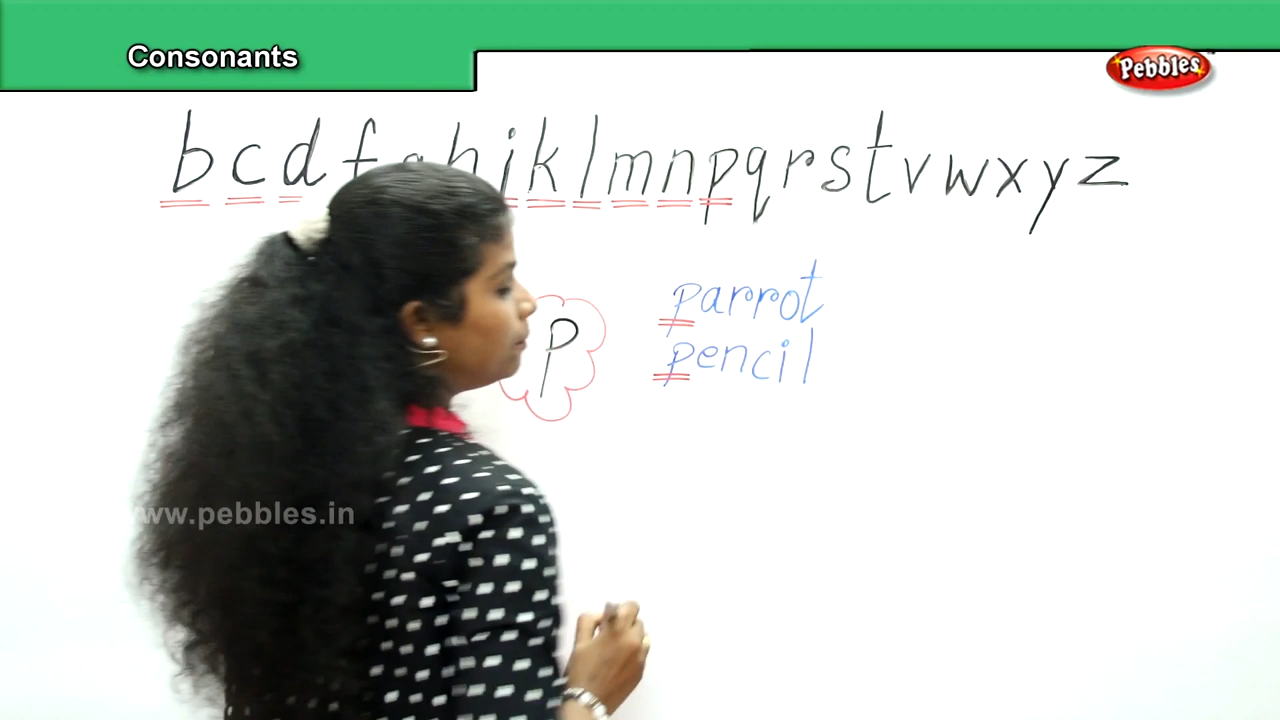 Consonants
Pebbles
b c d f g h j k l m n p q r s t v w x y z
p
parrot
pencil
www.pebbles.in